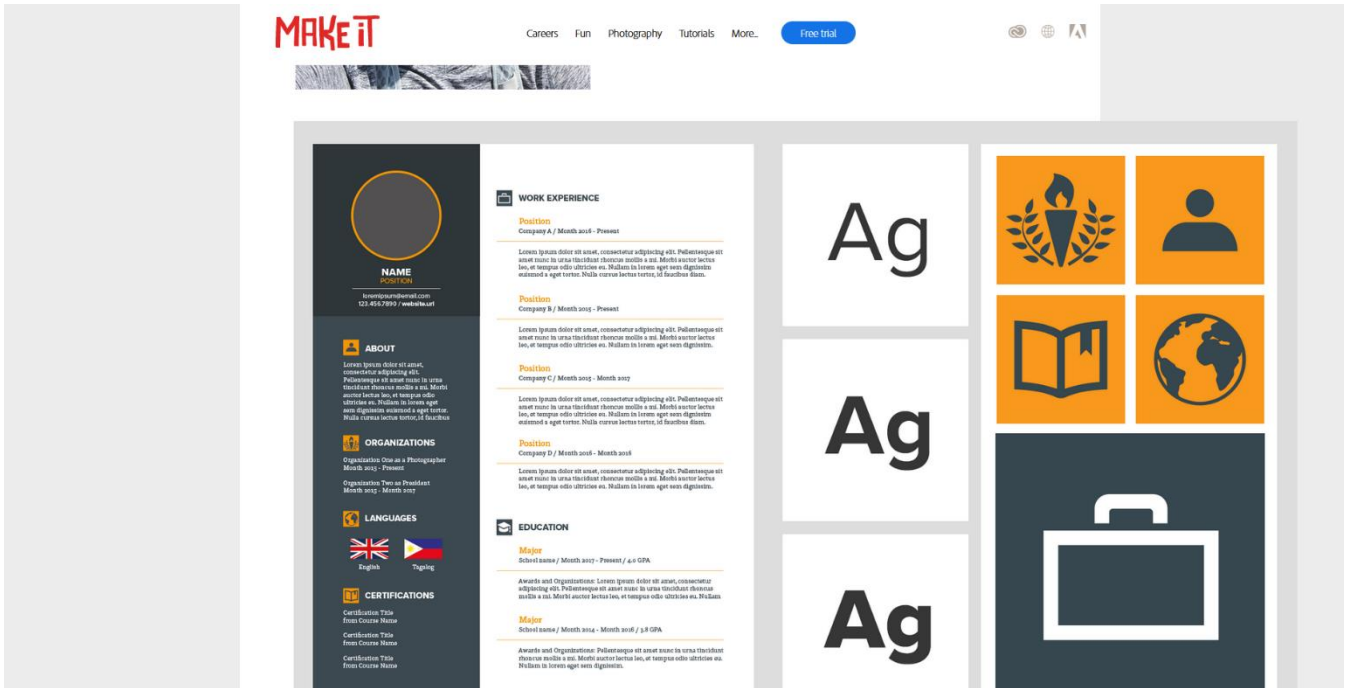 MAKE iT
Careers Fun Photography Tutorials More... Free trial
NAME
POSITION
loremipsum@email.com
123.456.7890 / website.url
ABOUT
Lorem ipsum dolor sit amet,
consectetur adipiscing elit.
Pellentesque sit amet nunc in urna
tincidunt rhoncus mollis a mi. Morbi
auctor lectus leo, et tempus odio
ultricies eu. Nullam in lorem eget
sem dignissim euismod a eget tortor.
Nulla cursus lectus tortor, id faucibus
ORGANIZATIONS
Organization One as a Photographer
Month 2015 - Present
Organization Two as President
Month 2015 - Month 2017
LANGUAGES
English Tagalog
CERTIFICATIONS
Certification Title
from Course Name
Certification Title
from Course Name
Certification Title
from Course Name
WORK EXPERIENCE
Position
Company A / Month 2016 - Present
Lorem ipsum dolor sit amet, consectetur adipiscing elit. Pellentesque sit
amet nunc in urna tincidunt rhoncus mollis a mi. Morbi auctor lectus
leo, et tempus odio ultricies eu. Nullam in lorem eget sem dignissim
euismod a eget tortor. Nulla cursus lectus tortor, id faucibus diam.
Position
Company B / Month 2015 - Present
Lorem ipsum dolor sit amet, consectetur adipiscing elit. Pellentesque sit
amet nunc in urna tincidunt rhoncus mollis a mi. Morbi auctor lectus
leo, et tempus odio ultricies eu. Nullam in lorem eget sem dignissim.
Position
Company C / Month 2015 - Month 2017
Lorem ipsum dolor sit amet, consectetur adipiscing elit. Pellentesque sit
amet nunc in urna tincidunt rhoncus mollis a mi. Morbi auctor lectus
leo, et tempus odio ultricies eu. Nullam in lorem eget sem dignissim
euismod a eget tortor. Nulla cursus lectus tortor, id faucibus diam.
Position
Company D / Month 2016 - Month 2016
Lorem ipsum dolor sit amet, consectetur adipiscing elit. Pellentesque sit
amet nunc in urna tincidunt rhoncus mollis a mi. Morbi auctor lectus
leo, et tempus odio ultricies eu. Nullam in lorem eget sem dignissim.
EDUCATION
Major
School name / Month 2017 - Present / 4.0 GPA
Awards and Organizations: Lorem ipsum dolor sit amet, consectetur
adipiscing elit. Pellentesque sit amet nunc in urna tincidunt rhoncus
mollis a mi. Morbi auctor lectus leo, et tempus odio ultricies eu. Nullam
Major
School name / Month 2014 - Month 2016 / 3.8 GPA
Awards and Organizations: Pellentesque sit amet nunc in urna tincidunt
rhoncus mollis a mi. Morbi auctor lectus leo, et tempus odio ultricies eu.
Nullam in lorem eget sem dignissim.
Ag
Ag
Ag